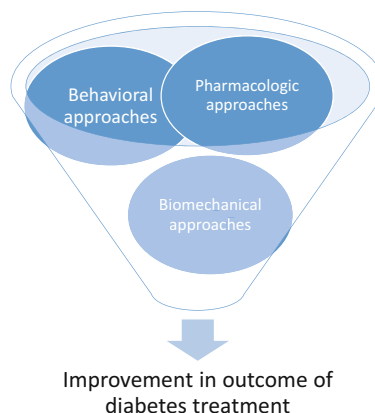 Behavioral
approaches
Pharmacologic
approaches
Biomechanical
approaches
Improvement in outcome of
diabetes treatment